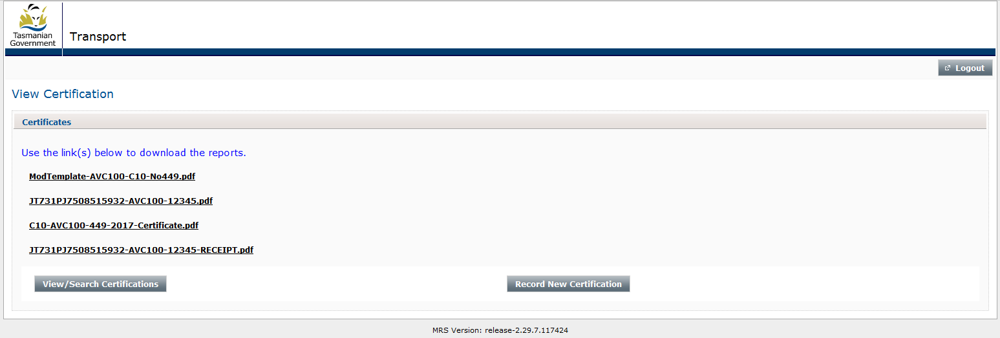 Tasmanian
Government
Transport
Logout
View Certification
Certificates
Use the link(s) below to download the reports.
ModTemplate-AVC100-C10-No449.pdf
JT731PJ7508515932-AVC100-12345.pdf
C10-AVC100-449-2017-Certificate.pdf
JT731PJ7508515932-AVC100-12345-RECEIPT.pdf
View/Search Certifications
Record New Certification
MRS Version: release-2.29.7.117424